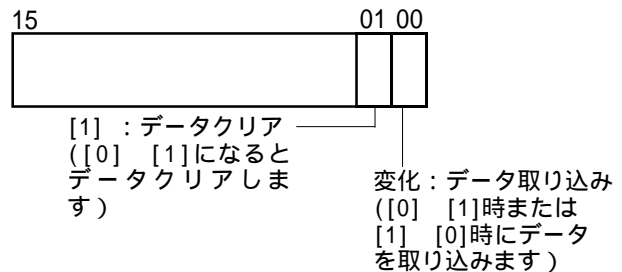 15 01 00
[1] :データクリア
([0] [1]になると
データクリアしま
す)
変化:データ取り込み
([0] [1]時または
[1] [0]時にデータ
を取り込みます)